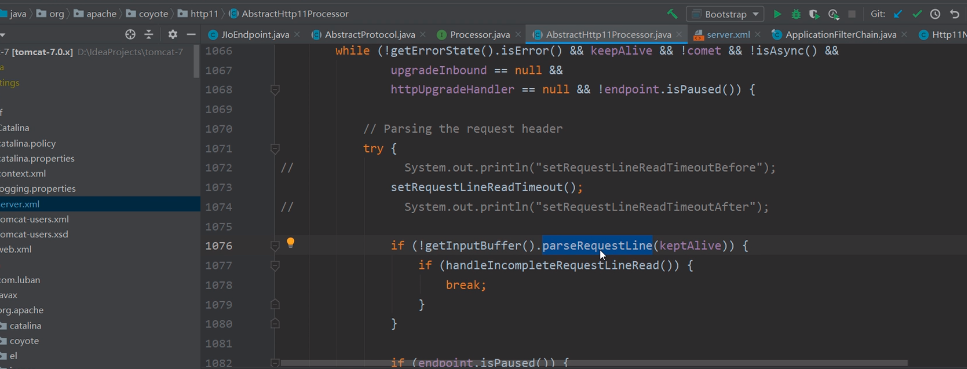 java > org > apache > coyote > http11 > AbstractHttp11Processor
Bootstrap
Git:
JIoEndpoint.java × AbstractProtocol.java × Processor.java × AbstractHttp11Processor.java × server.xml × ApplicationFilterChain.java × Http11N
-7 [tomcat-7.0.x] D:\IdeaProjects\tomcat-7
a
tings
f
Catalina
catalina.policy
catalina.properties
context.xml
logging.properties
server.xml
tomcat-users.xml
tomcat-users.xsd
web.xml
com.luban
javax
org.apache
catalina
coyote
el
1066 while (!getErrorState().isError() && keepAlive && !comet && !isAsync() &&
1067 upgradeInbound == null &&
1068 httpUpgradeHandler == null && !endpoint.isPaused()) {
1069
1070 // Parsing the request header
1071 try {
1072 // System.out.println("setRequestLineReadTimeoutBefore");
1073 setRequestLineReadTimeout();
1074 // System.out.println("setRequestLineReadTimeoutAfter");
1075
1076 if (!getInputBuffer().parseRequestLine(keptAlive)) {
1077 if (handleIncompleteRequestLineRead()) {
1078 break;
1079 }
1080 }
1081
1082 if (endpoint.isPaused()) {